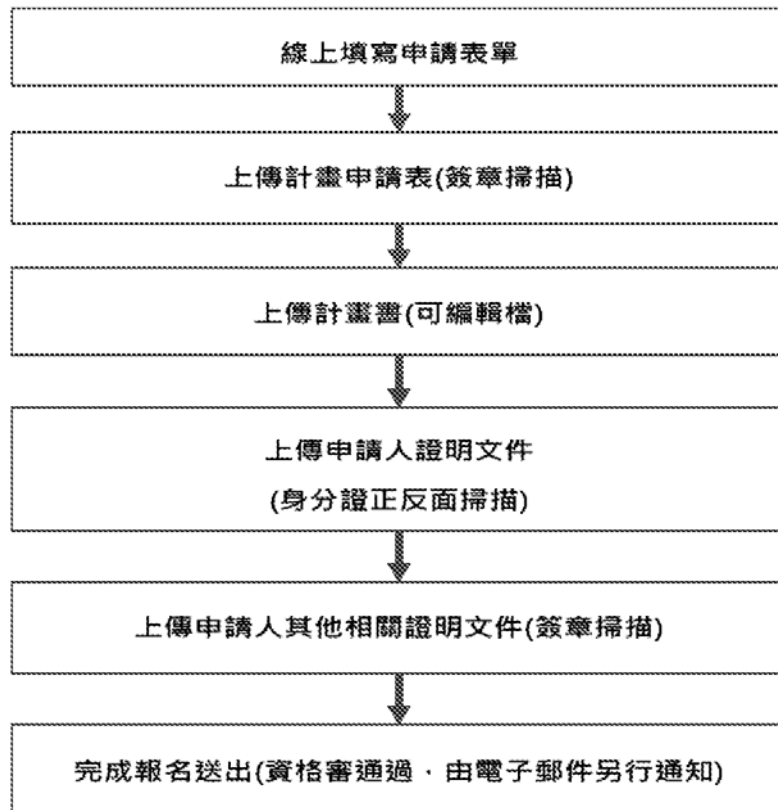 線上填寫申請表單
上傳計畫申請表(簽章掃描)
上傳計畫書(可編輯檔)
上傳申請人證明文件
(身分證正反面掃描)
上傳申請人其他相關證明文件(簽章掃描)
完成報名送出(資格審通過，由電子郵件另行通知)